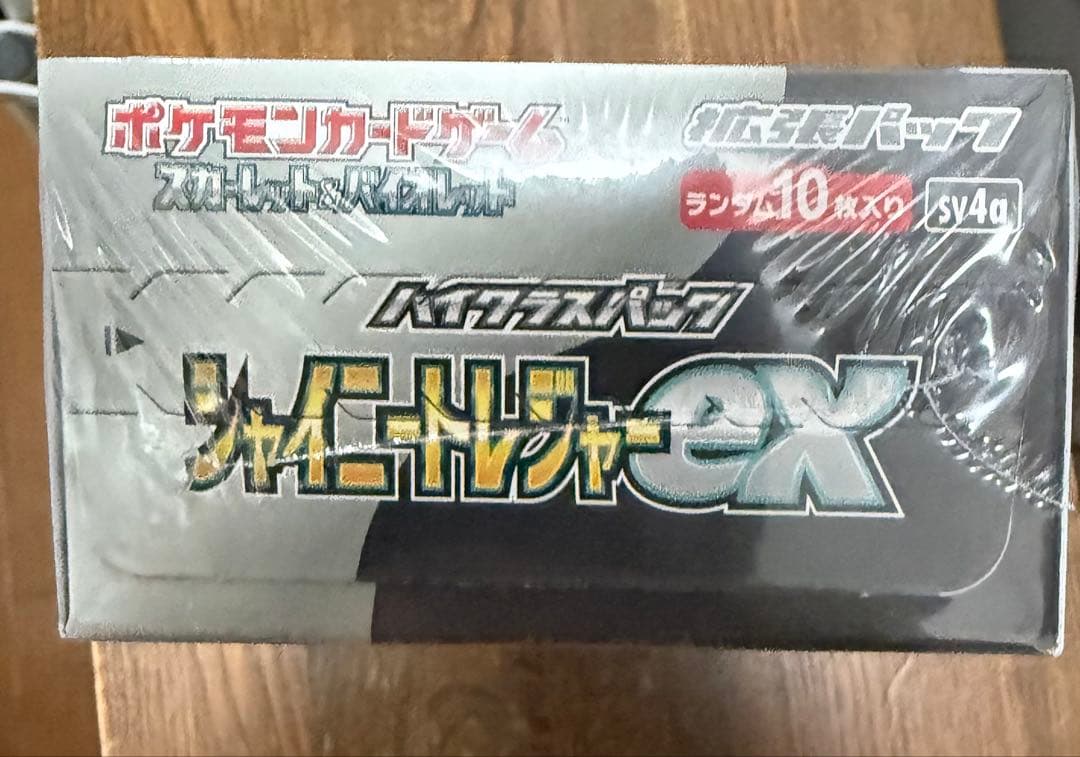 ポケモンカードゲーム
拡張パック
スカーレット&バイオレット
ランダム10枚入り
sv4a
ハイクラスパック
シャイニートレジャーex